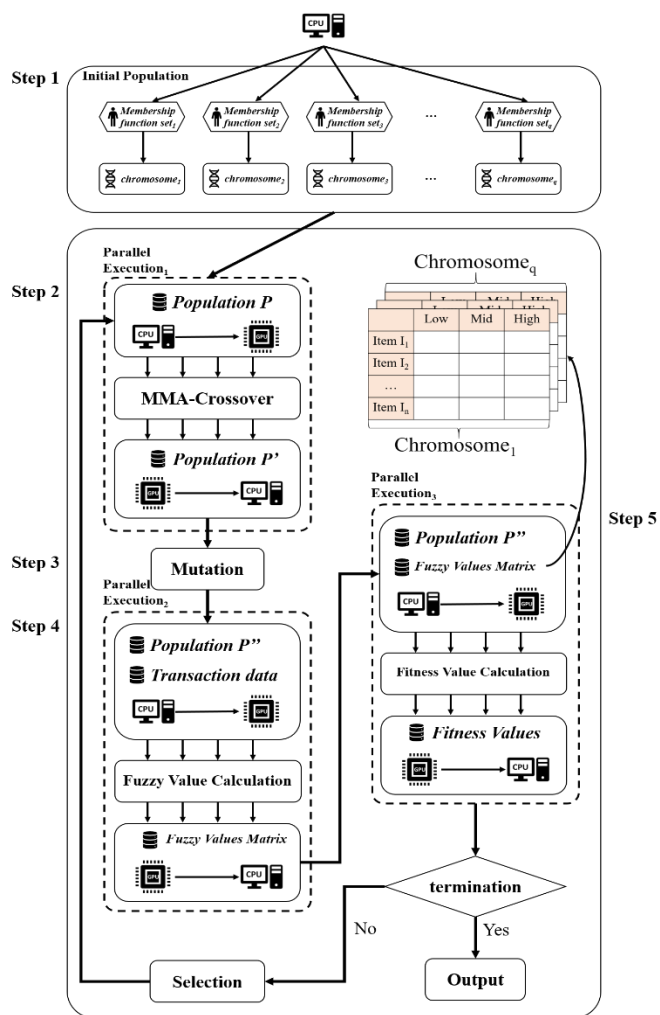 CPU
Step 1
Initial Population
Membership
function set1
Membership
function set2
Membership
function set3
...
Membership
function setq
chromosome1
chromosome2
chromosome3
...
chromosomeq
Parallel
Execution1
Step 2
Population P
CPU
GPU
MMA-Crossover
Population P'
GPU
CPU
Step 3
Mutation
Parallel
Execution2
Step 4
Population P''
Transaction data
CPU
GPU
Fuzzy Value Calculation
Fuzzy Values Matrix
GPU
CPU
Chromosomeq
Low Mid High
Item I1
Item I2
...
Item In
Chromosome1
Parallel
Execution3
Step 5
Population P''
Fuzzy Values Matrix
CPU
GPU
Fitness Value Calculation
Fitness Values
GPU
CPU
termination
No
Yes
Selection
Output